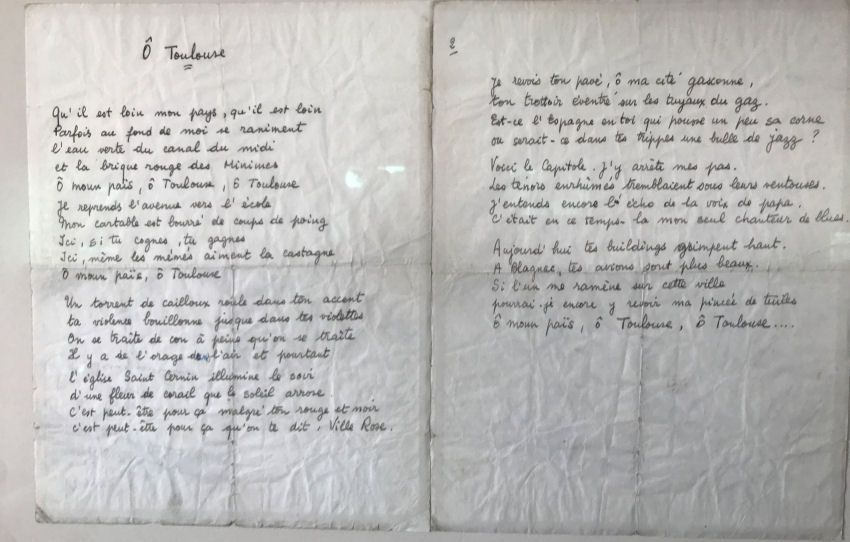 Ô Toulouse
Qu'il est loin mon pays, qu'il est loin
Parfois au fond de moi se raniment
l'eau verte du canal du midi
et la brique rouge des Minimes
Ô moun païs, ô Toulouse, ô Toulouse
Je reprends l'avenue vers l'école
Mon cartable est bourré de coups de poing
Ici, si tu cognes, tu gagnes
Ici, même les mémés aiment la castagne
Ô moun païs, ô Toulouse
Un torrent de cailloux roule dans ton accent
ta violence bouillonne jusque dans tes violettes
On se traite de con à peine qu'on se traite
Il y a de l'orage dans l'air et pourtant
l'église Saint Cernin illumine le soir
d'une fleur de corail que le soleil arrose.
C'est peut-être pour ça malgré ton rouge et noir
c'est peut-être pour ça qu'on te dit, Ville Rose.
2
Je revois ton pavé, ô ma cité gasconne,
ton trottoir éventré sur les tuyaux du gaz.
Est-ce l'Espagne en toi qui pousse un peu sa corne
ou serait-ce dans tes trippes une bulle de jazz ?
Voici le Capitole. J'y arrête mes pas.
Les tenors enrhumés tremblaient sous leurs ventouses.
J'entends encore l'écho de la voix de papa.
C'était en ce temps-la mon seul chanteur de blues.
Aujourd'hui tes buildings grimpent haut.
A Blagnac, tes avions sont plus beaux.
Si l'un me ramène sur cette ville
pourrai-je encore y revoir ma pincée de tuiles
Ô moun païs, ô Toulouse, Ô Toulouse....